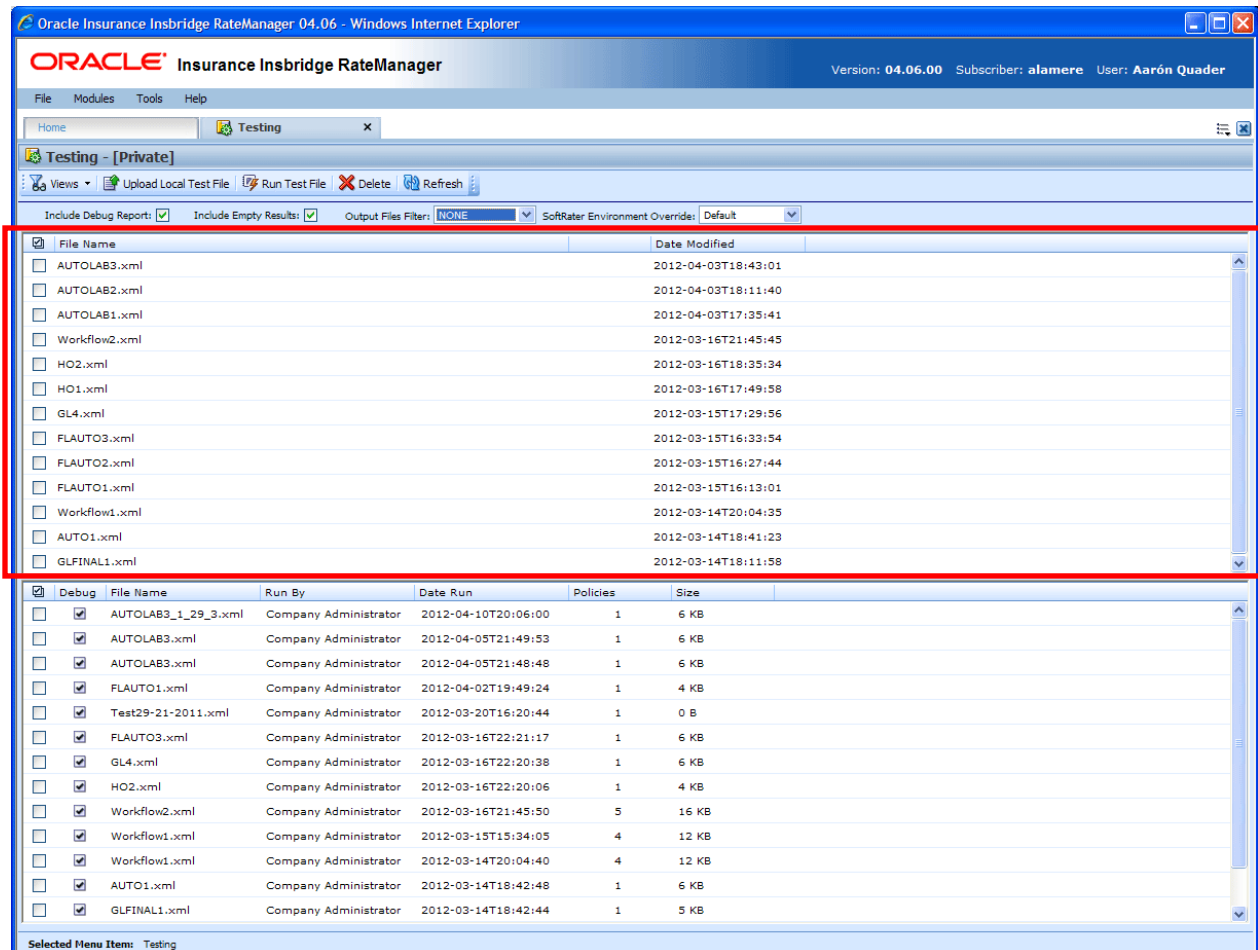 Oracle Insurance Insbridge RateManager 04.06 - Windows Internet Explorer
ORACLE Insurance Insbridge RateManager Version: 04.06.00 Subscriber: alamere User: Aarón Quader
File Modules Tools Help
Home Testing
Testing - [Private]
Views Upload Local Test File Run Test File Delete Refresh
Include Debug Report: Include Empty Results: Output Files Filter: NONE SoftRater Environment Override: Default
File Name Date Modified
AUTOLAB3.xml 2012-04-03T18:43:01
AUTOLAB2.xml 2012-04-03T18:11:40
AUTOLAB1.xml 2012-04-03T17:35:41
Workflow2.xml 2012-03-16T21:45:45
HO2.xml 2012-03-16T18:35:34
HO1.xml 2012-03-16T17:49:58
GL4.xml 2012-03-15T17:29:56
FLAUTO3.xml 2012-03-15T16:33:54
FLAUTO2.xml 2012-03-15T16:27:44
FLAUTO1.xml 2012-03-15T16:13:01
Workflow1.xml 2012-03-14T20:04:35
AUTO1.xml 2012-03-14T18:41:23
GLFINAL1.xml 2012-03-14T18:11:58
Debug File Name Run By Date Run Policies Size
AUTOLAB3_1_29_3.xml Company Administrator 2012-04-10T20:06:00 1 6 KB
AUTOLAB3.xml Company Administrator 2012-04-05T21:49:53 1 6 KB
AUTOLAB3.xml Company Administrator 2012-04-05T21:48:48 1 6 KB
FLAUTO1.xml Company Administrator 2012-04-02T19:49:24 1 4 KB
Test29-21-2011.xml Company Administrator 2012-03-20T16:20:44 1 0 B
FLAUTO3.xml Company Administrator 2012-03-16T22:21:17 1 6 KB
GL4.xml Company Administrator 2012-03-16T22:20:38 1 6 KB
HO2.xml Company Administrator 2012-03-16T22:20:06 1 4 KB
Workflow2.xml Company Administrator 2012-03-16T21:45:50 5 16 KB
Workflow1.xml Company Administrator 2012-03-15T15:34:05 4 12 KB
Workflow1.xml Company Administrator 2012-03-14T20:04:40 4 12 KB
AUTO1.xml Company Administrator 2012-03-14T18:42:48 1 6 KB
GLFINAL1.xml Company Administrator 2012-03-14T18:42:44 1 5 KB
Selected Menu Item: Testing